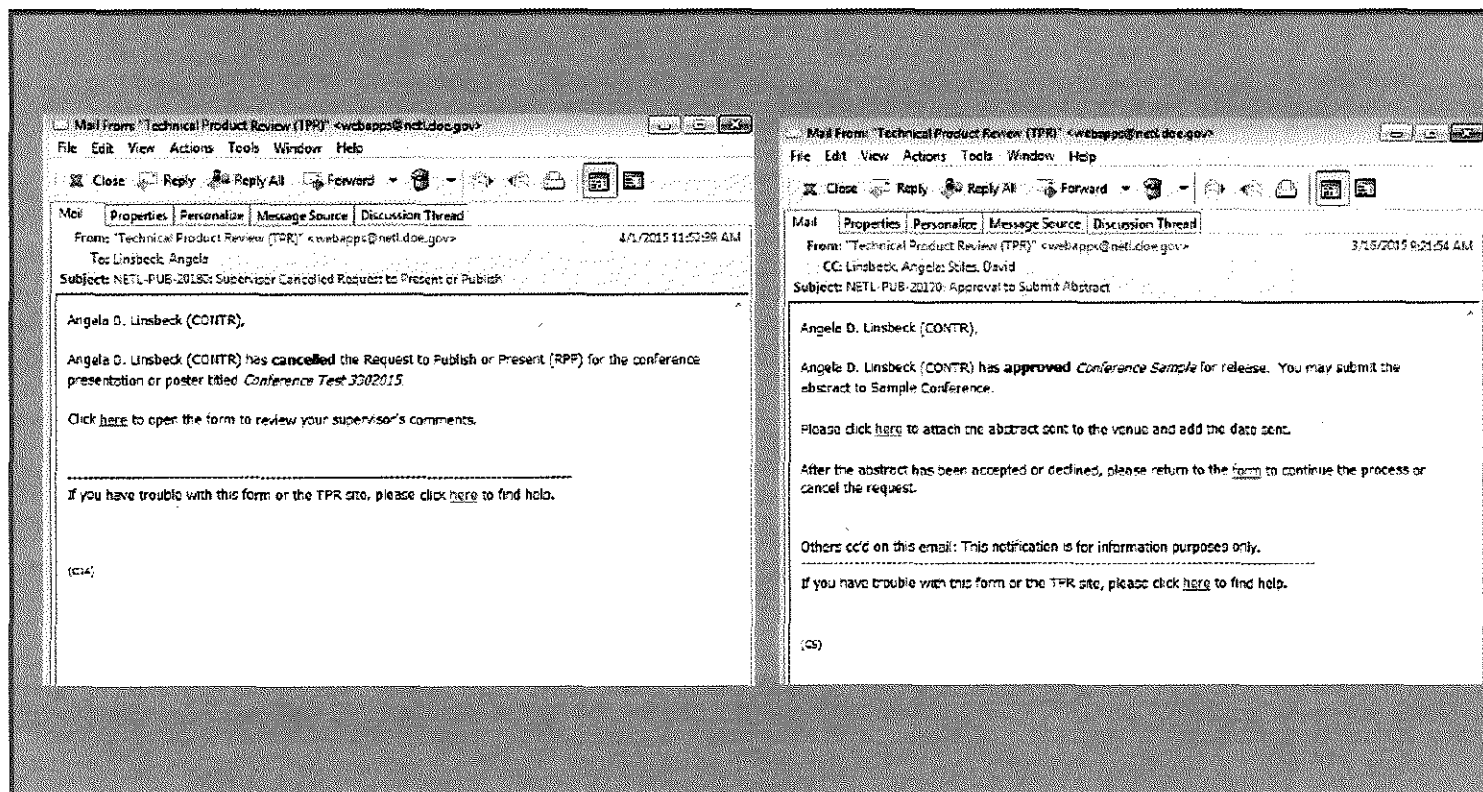 Mail From: "Technical Product Review (TPR)" <webapps@netl.doe.gov>
File Edit View Actions Tools Window Help
Close Reply Reply All Forward
Mail Properties Personalize Message Source Discussion Thread
From: "Technical Product Review (TPR)" <webapps@netl.doe.gov> 4/1/2015 11:52:39 AM
To: Linsbeck, Angela
Subject: NETL-PUB-20180: Supervisor Cancelled Request to Present or Publish
Angela D. Linsbeck (CONTR),
Angela D. Linsbeck (CONTR) has cancelled the Request to Publish or Present (RPP) for the conference
presentation or poster titled Conference Test 3302015.
Click here to open the form to review your supervisor's comments.
If you have trouble with this form or the TPR site, please click here to find help.
Mail From: "Technical Product Review (TPR)" <webapps@netl.doe.gov>
File Edit View Actions Tools Window Help
Close Reply Reply All Forward
Mail Properties Personalize Message Source Discussion Thread
From: "Technical Product Review (TPR)" <webapps@netl.doe.gov> 9:21:54 AM
CC: Linsbeck, Angela; Stiles, David
Subject: NETL-PUB-20170: Approval to Submit Abstract
Angela D. Linsbeck (CONTR),
Angela D. Linsbeck (CONTR) has approved Conference Sample for release. You may submit the
abstract to Sample Conference.
Please click here to attach the abstract sent to the venue and add the date sent.
After the abstract has been accepted or declined, please return to the form to continue the process or
cancel the request.
Others cc'd on this email: This notification is for information purposes only.
If you have trouble with this form or the TPR site, please click here to find help.